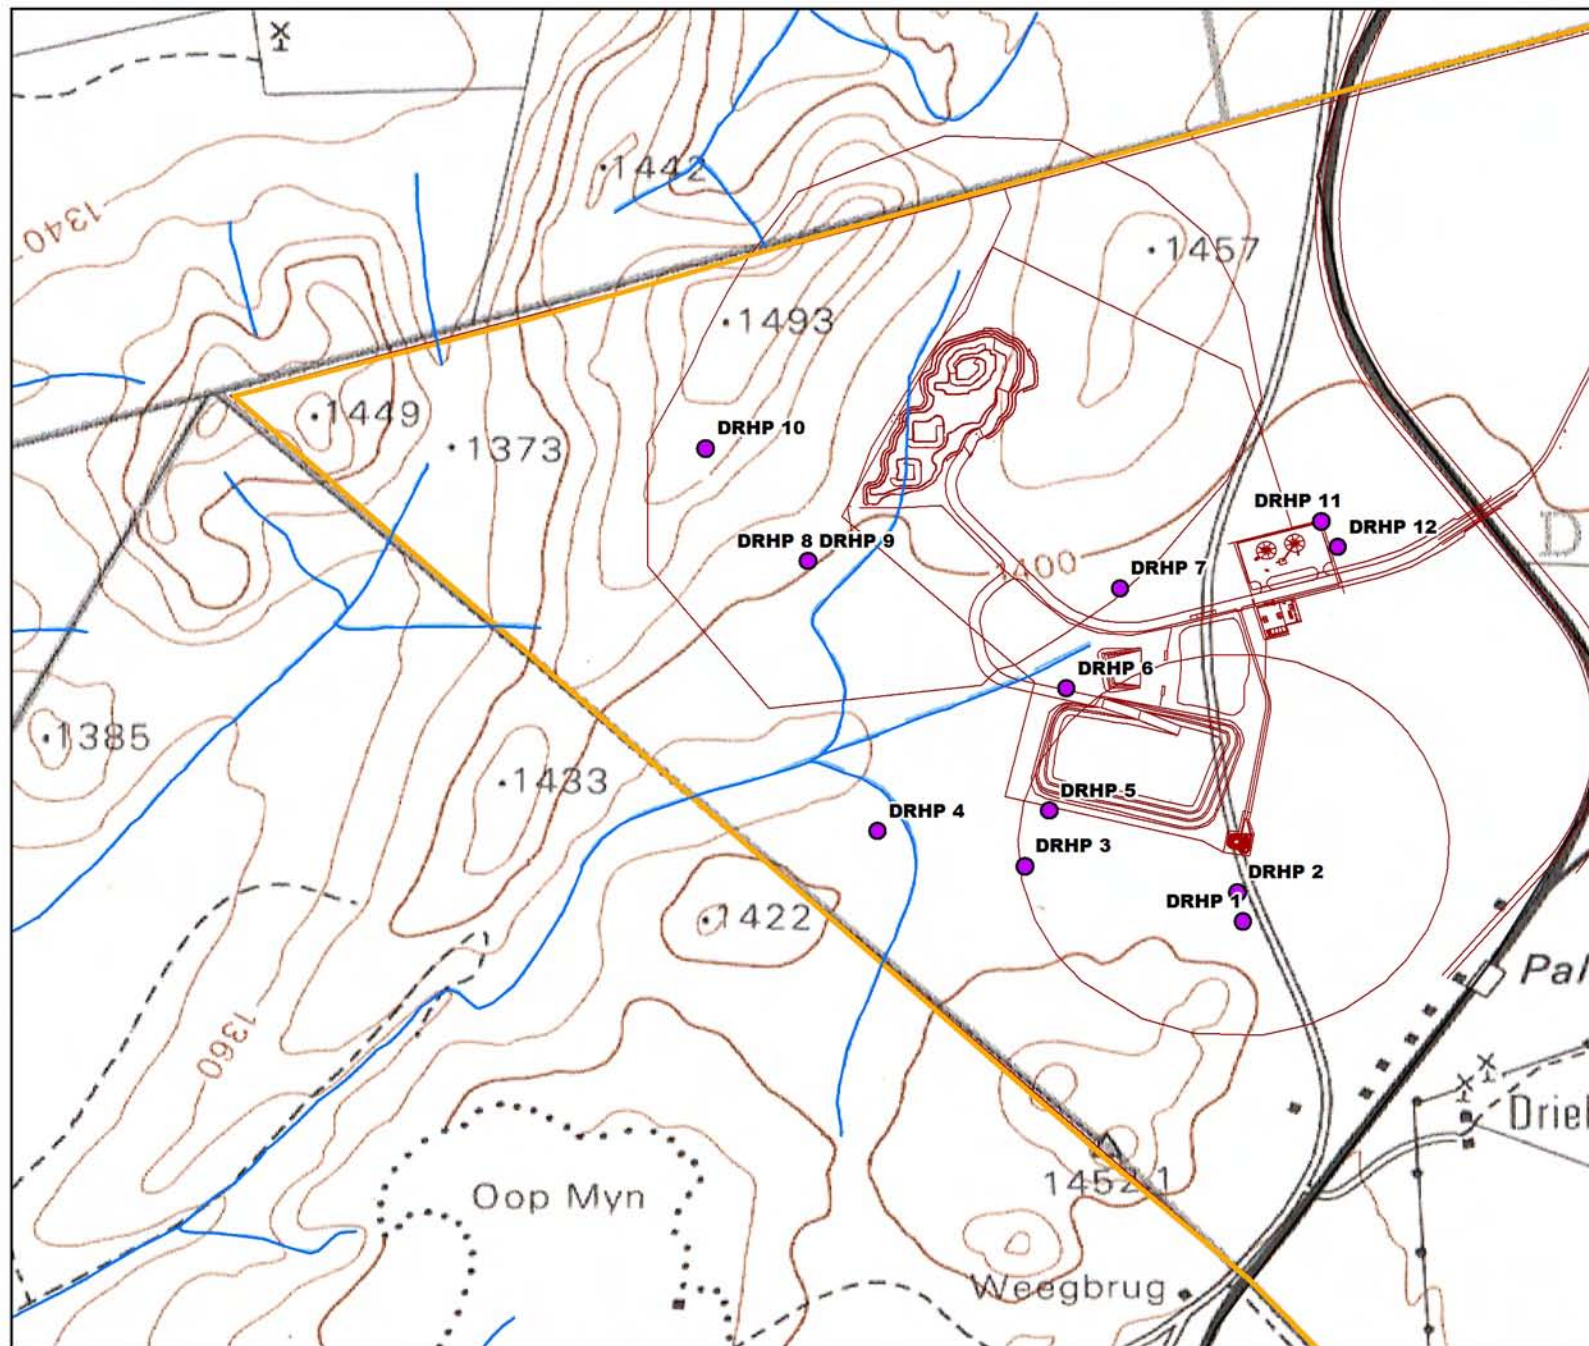 1442
1340
1457
1493
1449
DRHP 10
1373
DRHP 11
DRHP 12
D
DRHP 8 DRHP 9
1400
DRHP 7
DRHP 6
1385
1433
DRHP 5
DRHP 4
DRHP 3
DRHP 2
DRHP 1
1422
Pal
1360
Driel
1452,1
Oop Myn
Weegbrug